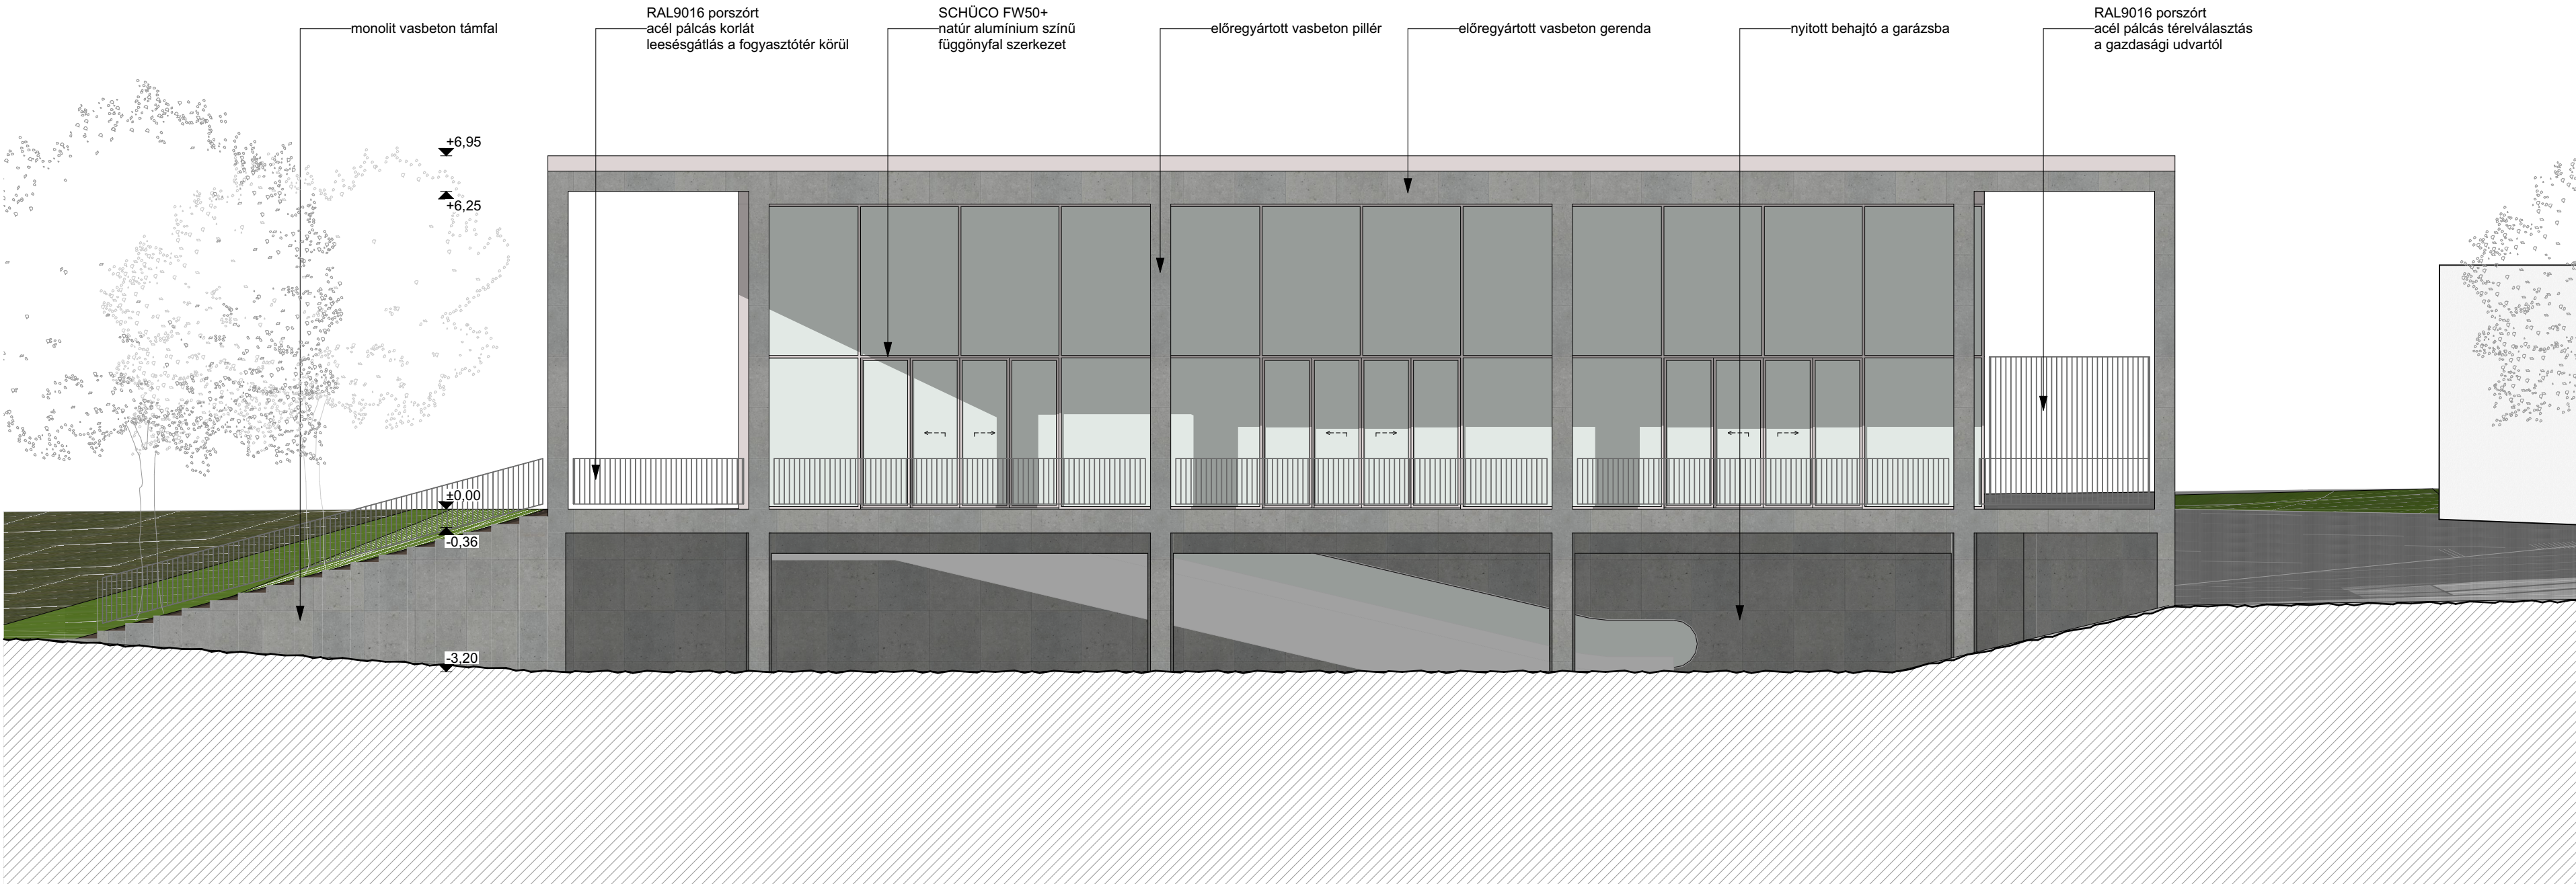 monolit vasbeton támfal
RAL9016 porszórt
acél pálcás korlát
leesésgátlás a fogyasztótér körül
SCHÜCO FW50+
natúr alumínium színű
függönyfal szerkezet
előregyártott vasbeton pillér
előregyártott vasbeton gerenda
nyitott behajtó a garázsba
RAL9016 porszórt
acél pálcás térelválasztás
a gazdasági udvartól
+6,95
+6,25
±0,00
-0,36
-3,20